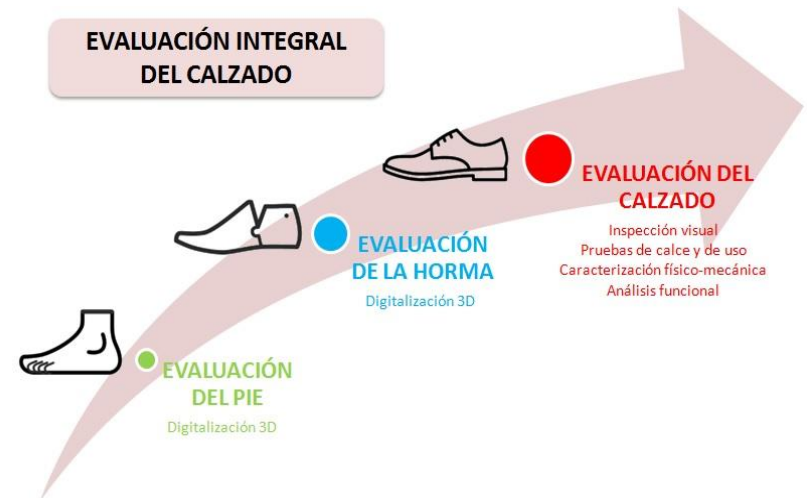 EVALUACIÓN INTEGRAL
DEL CALZADO
EVALUACIÓN DEL
CALZADO
Inspección visual
Pruebas de calce y de uso
Caracterización físico-mecánica
Análisis funcional
EVALUACIÓN
DE LA HORMA
Digitalización 3D
EVALUACIÓN
DEL PIE
Digitalización 3D